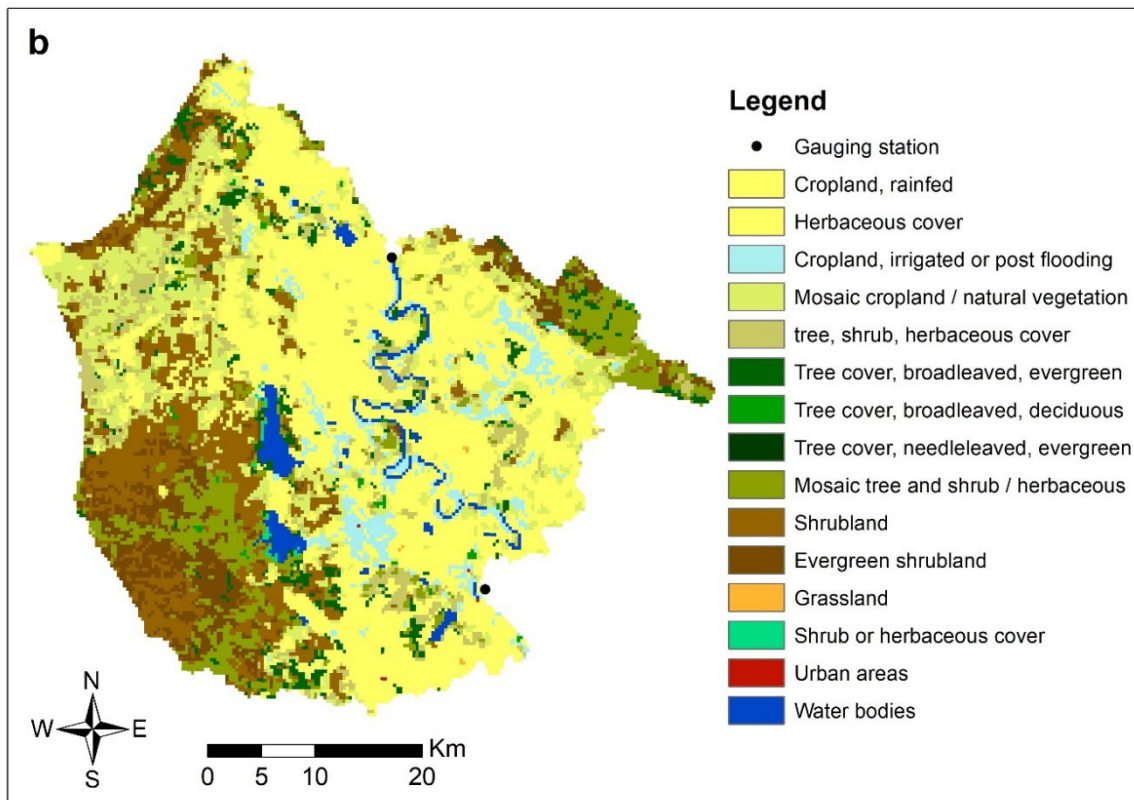 b
Legend
Gauging station
Cropland, rainfed
Herbaceous cover
Cropland, irrigated or post flooding
Mosaic cropland / natural vegetation
tree, shrub, herbaceous cover
Tree cover, broadleaved, evergreen
Tree cover, broadleaved, deciduous
Tree cover, needleleaved, evergreen
Mosaic tree and shrub / herbaceous
Shrubland
Evergreen shrubland
Grassland
Shrub or herbaceous cover
Urban areas
Water bodies
N
W E
S
Km
0 5 10 20